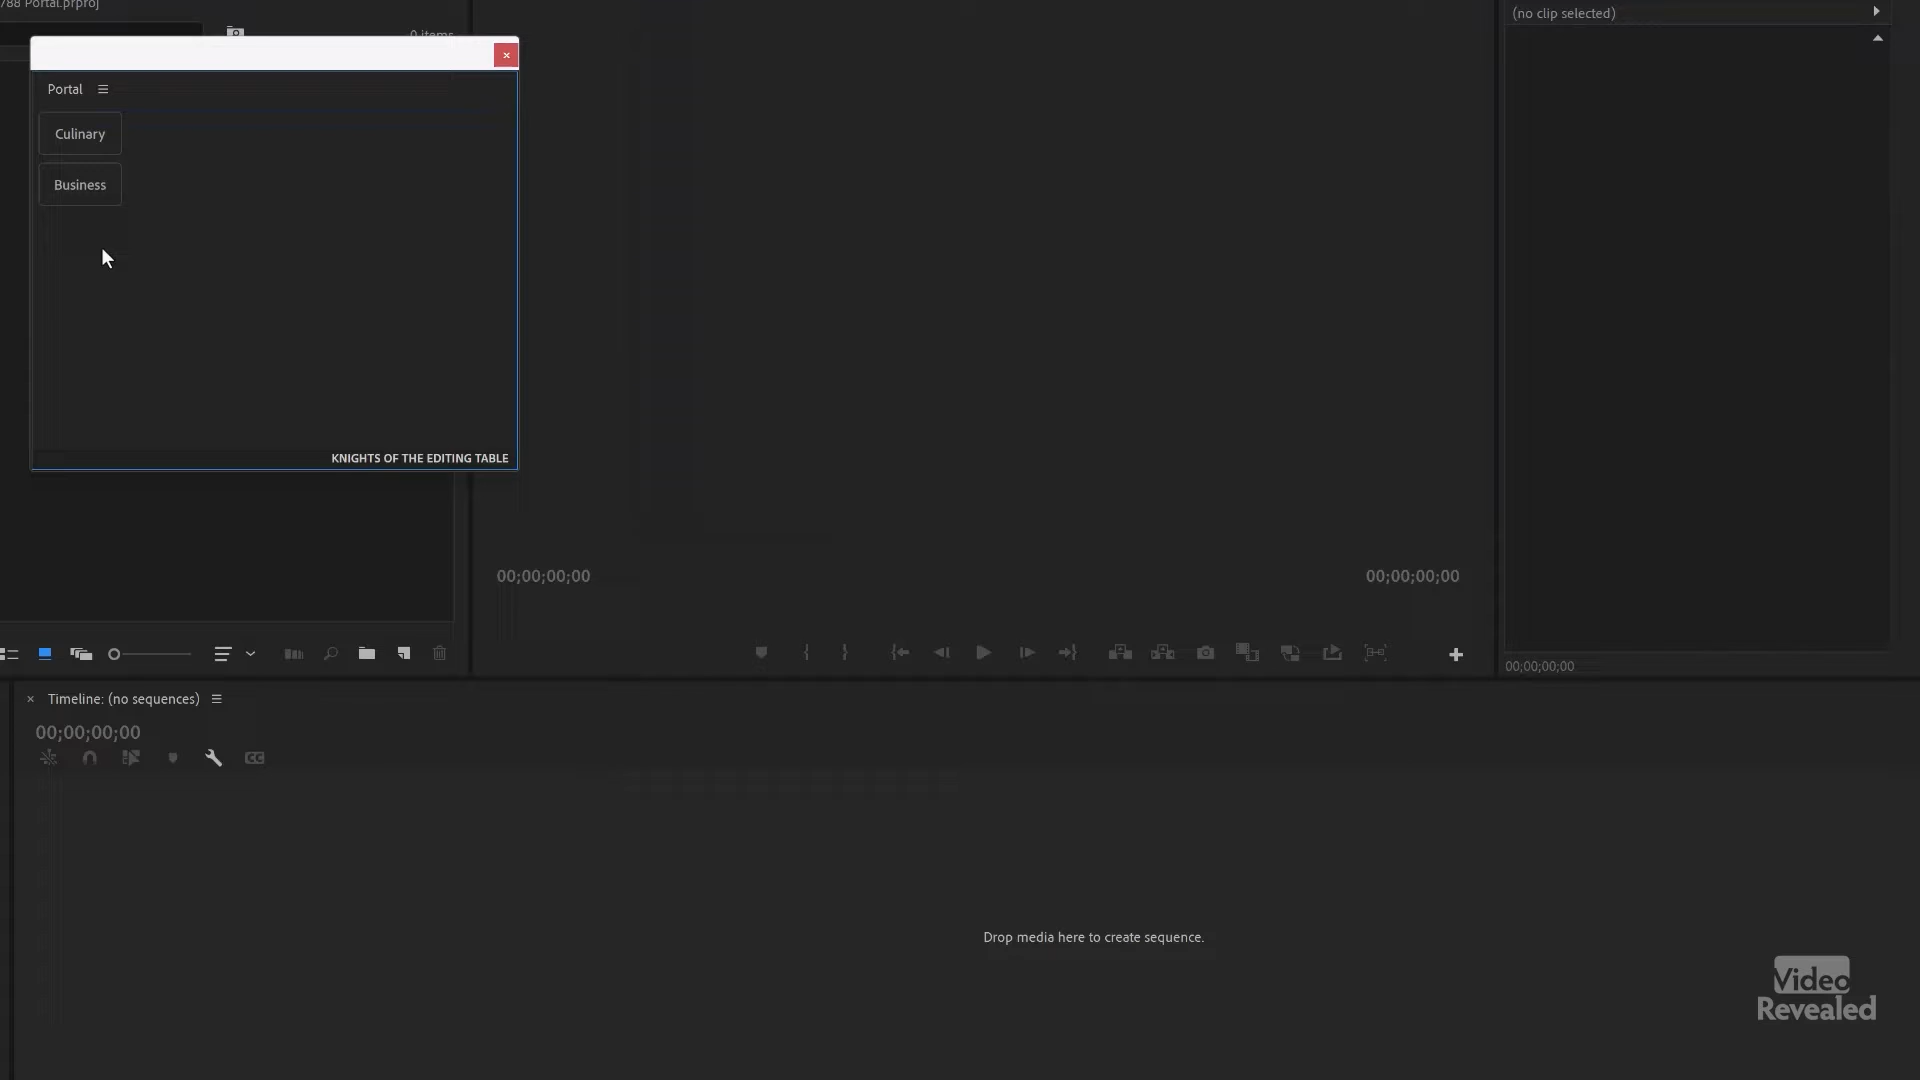 788 Portal.prproj
0 items
(no clip selected)
Portal
Culinary
Business
KNIGHTS OF THE EDITING TABLE
00;00;00;00
00;00;00;00
00;00;00;00
Timeline: (no sequences)
00;00;00;00
CC
Drop media here to create sequence.
Video
Revealed